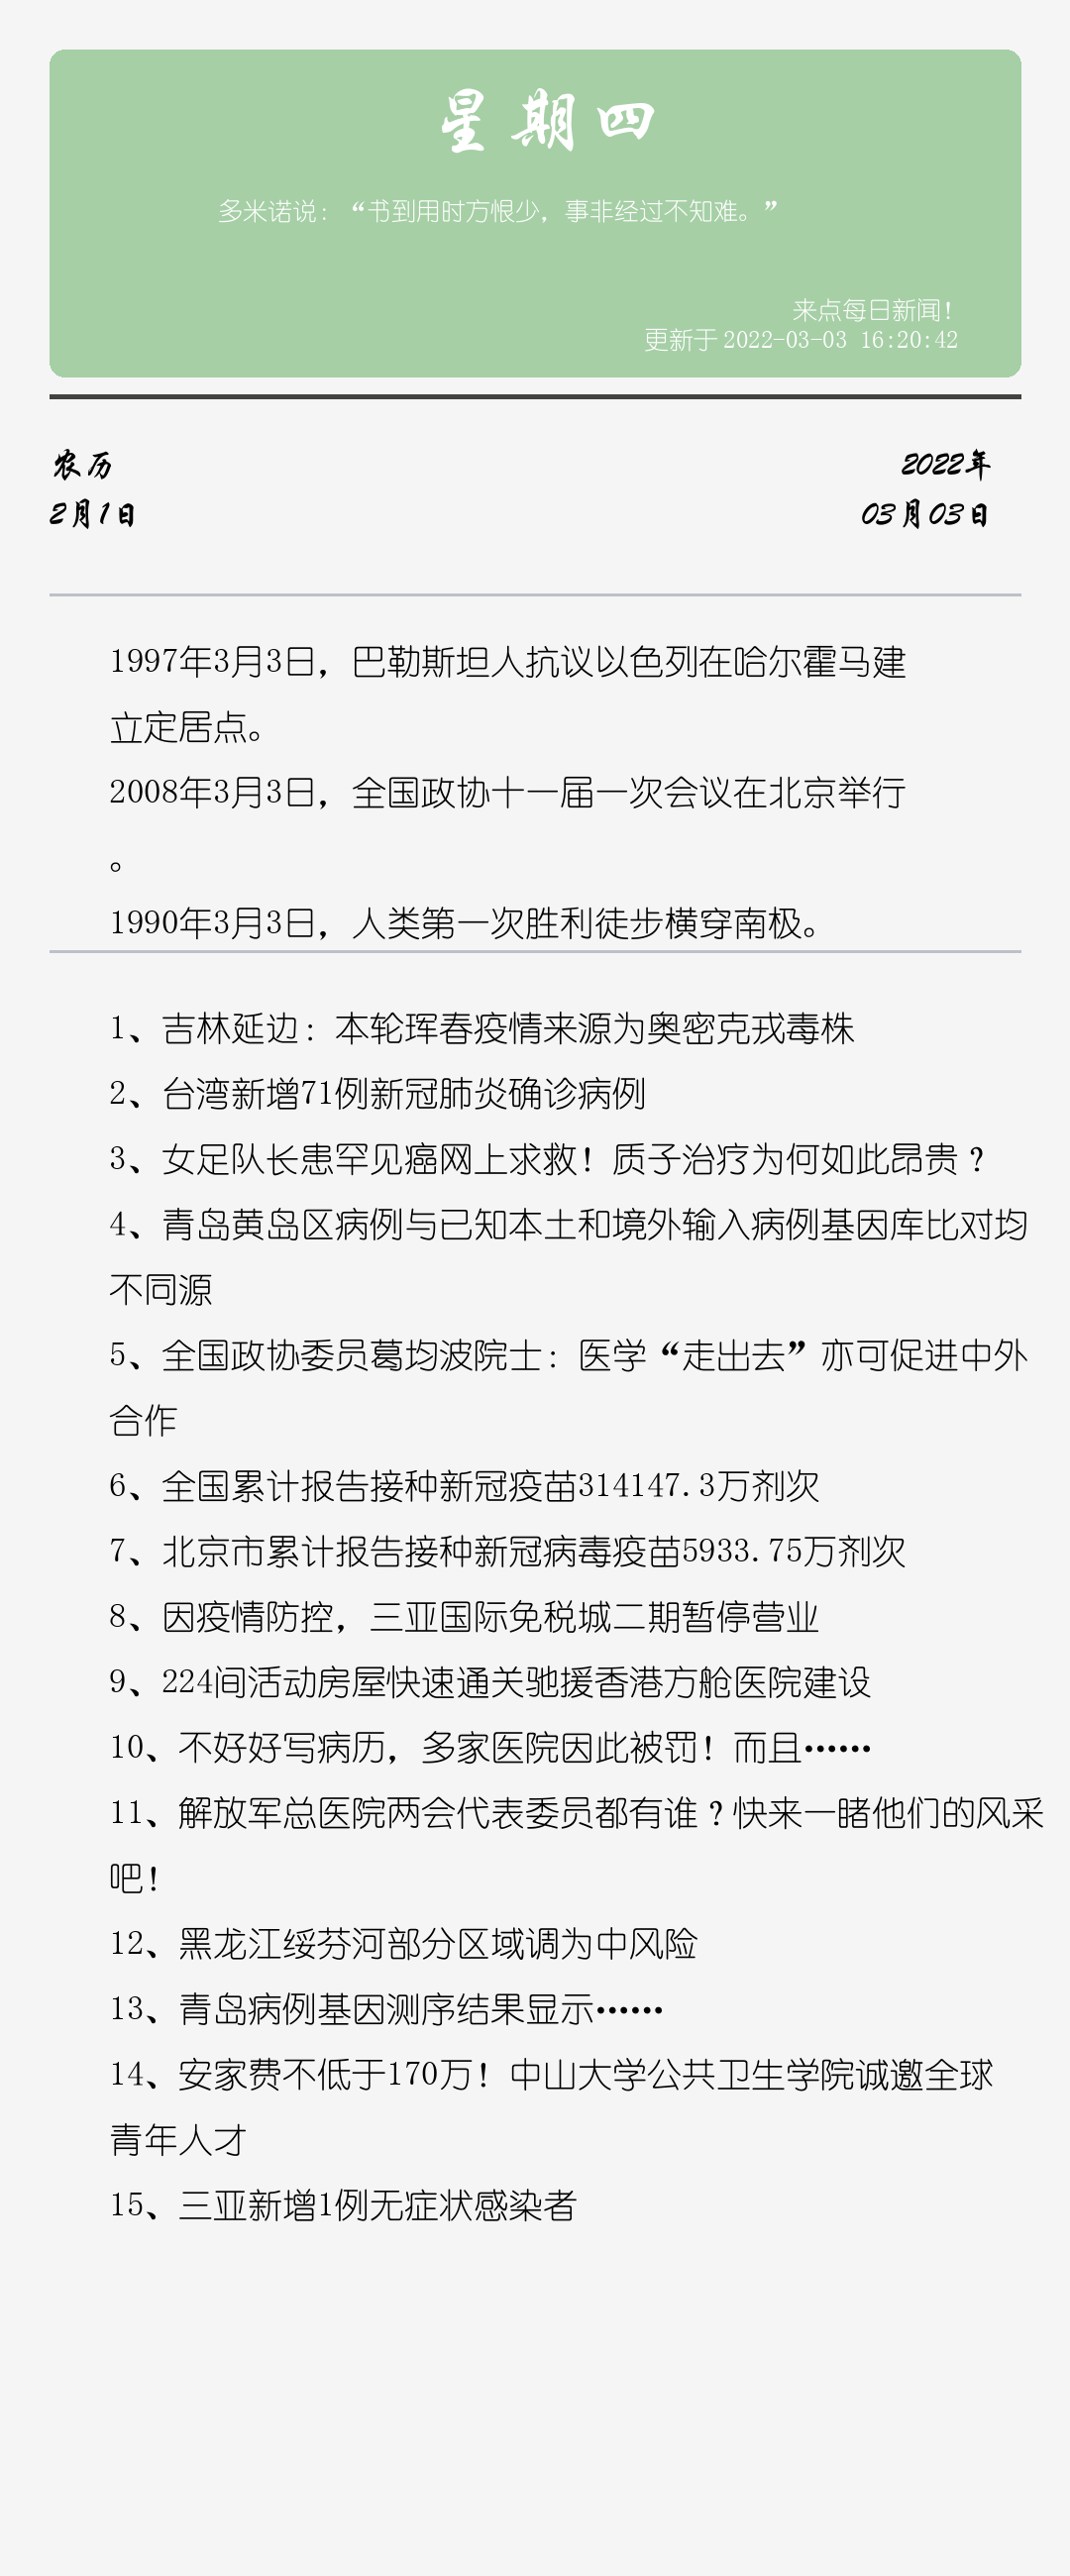 星期四
多米诺说：“书到用时方恨少，事非经过不知难。”
来点每日新闻！
更新于 2022-03-03 16:20:42
农历
2022年
2月1日
03月03日
1997年3月3日，巴勒斯坦人抗议以色列在哈尔霍马建
立定居点。
2008年3月3日，全国政协十一届一次会议在北京举行
。
1990年3月3日，人类第一次胜利徒步横穿南极。
1、吉林延边：本轮珲春疫情来源为奥密克戎毒株
2、台湾新增71例新冠肺炎确诊病例
3、女足队长患罕见癌网上求救！质子治疗为何如此昂贵？
4、青岛黄岛区病例与已知本土和境外输入病例基因库比对均
不同源
5、全国政协委员葛均波院士：医学“走出去”亦可促进中外
合作
6、全国累计报告接种新冠疫苗314147.3万剂次
7、北京市累计报告接种新冠病毒疫苗5933.75万剂次
8、因疫情防控，三亚国际免税城二期暂停营业
9、224间活动房屋快速通关驰援香港方舱医院建设
10、不好好写病历，多家医院因此被罚！而且……
11、解放军总医院两会代表委员都有谁？快来一睹他们的风采
吧！
12、黑龙江绥芬河部分区域调为中风险
13、青岛病例基因测序结果显示……
14、安家费不低于170万！中山大学公共卫生学院诚邀全球
青年人才
15、三亚新增1例无症状感染者